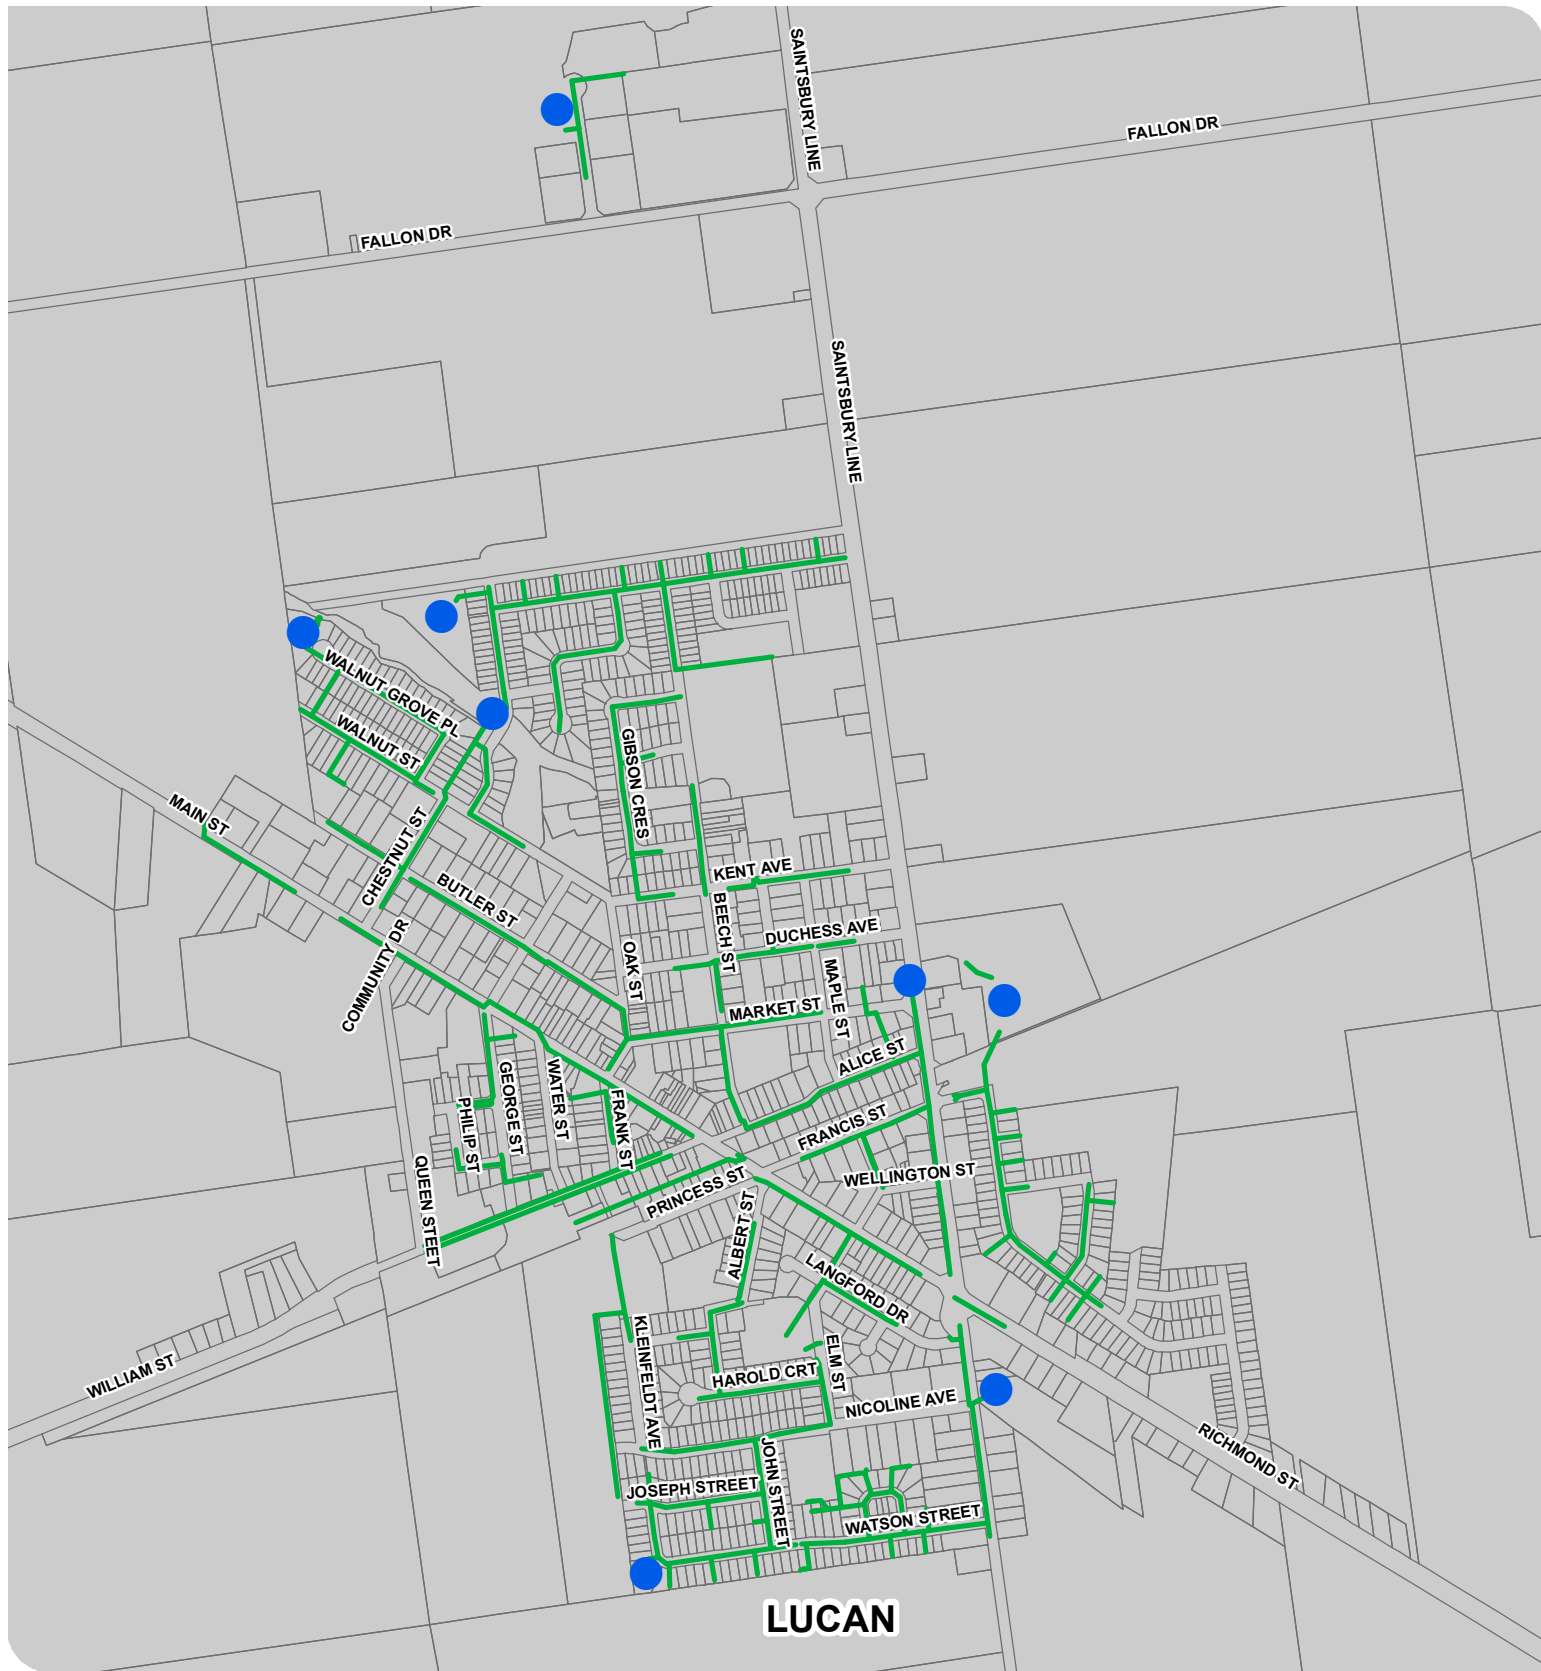 SAINTSBURY LINE
FALLON DR
FALLON DR
SAINTSBURY LINE
WALNUT GROVE PL
WALNUT ST
GIBSON CRES
MAIN ST
CHESTNUT ST
KENT AVE
BUTLER ST
BEECH ST
DUCHESS AVE
COMMUNITY DR
OAK ST
MAPLE ST
MARKET ST
ALICE ST
GEORGE ST
WATER ST
FRANK ST
PHILIP ST
FRANCIS ST
WELLINGTON ST
QUEEN STEET
PRINCESS ST
ALBERT ST
LANGFORD DR
KLEINFELDT AVE
ELM ST
WILLIAM ST
HAROLD CRT
NICOLINE AVE
RICHMOND ST
JOHN STREET
JOSEPH STREET
WATSON STREET
LUCAN